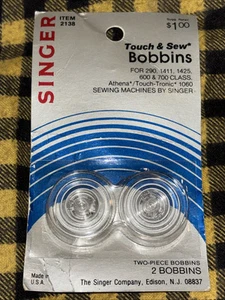 SINGER
ITEM
2138
$1.00
Touch & Sew*
Bobbins
FOR 290, 1411, 1425,
600 & 700 CLASS,
Athena*/Touch-Tronic* 1060
SEWING MACHINES BY SINGER
TWO-PIECE BOBBINS
2 BOBBINS
Made in
U.S.A.
The Singer Company, Edison, N.J. 08837